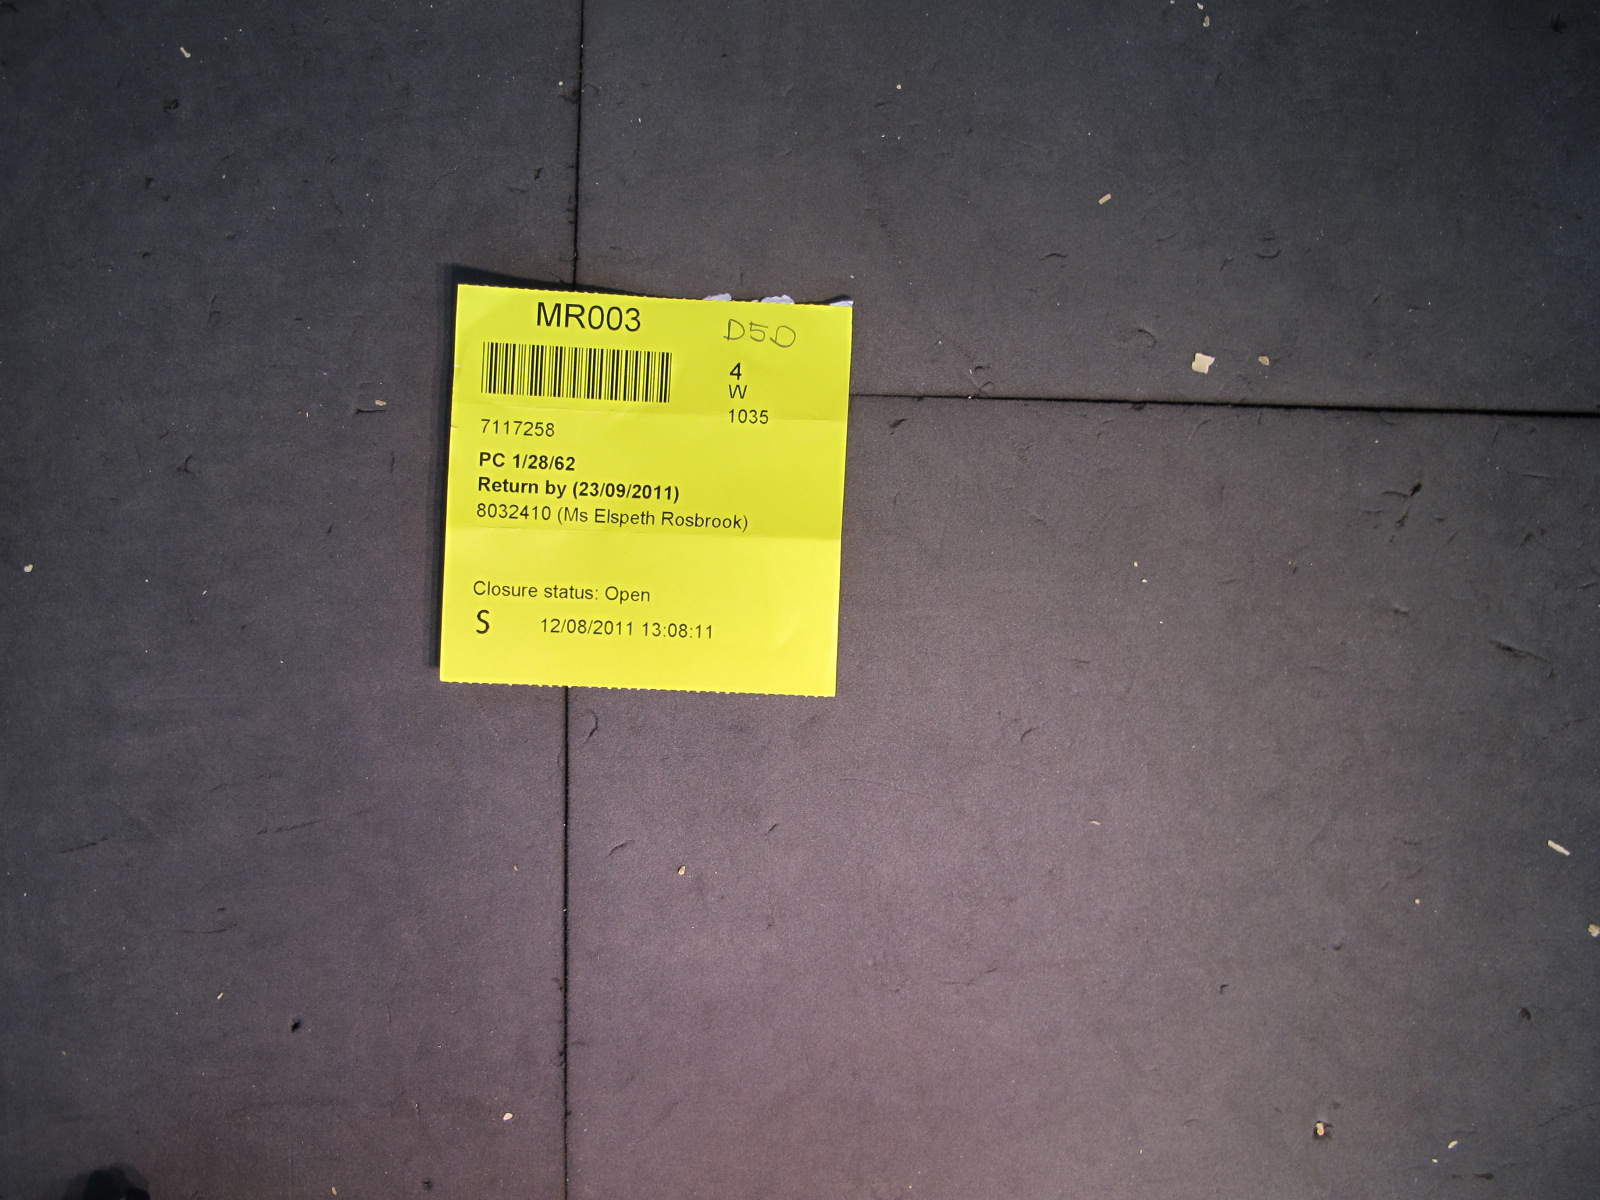 MR003
D5D
4
W
1035
7117258
PC 1/28/62
Return by (23/09/2011)
8032410 (Ms Elspeth Rosbrook)
Closure status: Open
S 12/08/2011 13:08:11